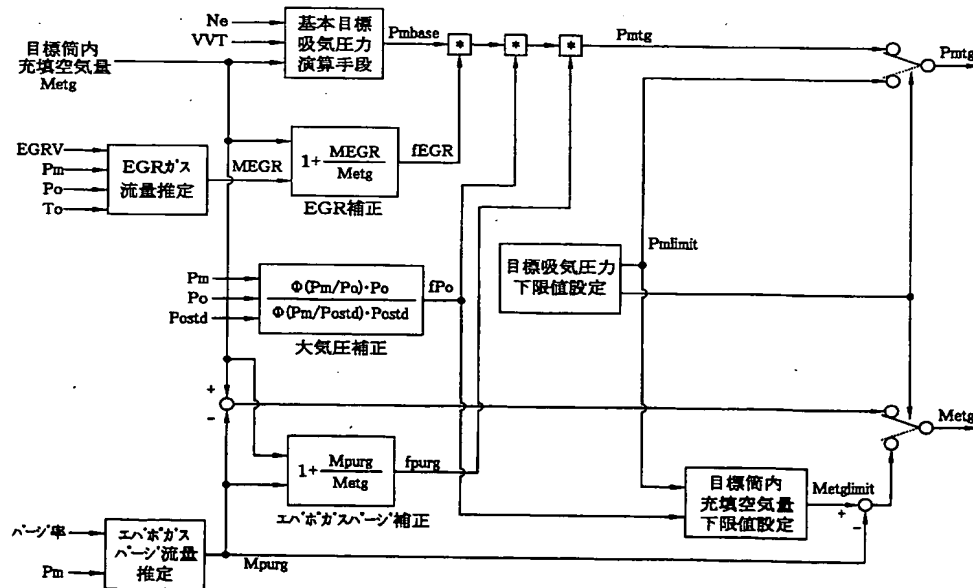 Ne
VVT
目標筒内
充填空気量
Metg
基本目標
吸気圧力
演算手段
Pmbase
*
*
*
Pmtg
Pmtg
EGRV
Pm
Po
To
EGRガス
流量推定
MEGR
1+ MEGR
Metg
fEGR
EGR補正
Pmlimit
目標吸気圧力
下限値設定
Pm
Po
Postd
Φ(Pm/Po)・Po
Φ(Pm/Postd)・Postd
fPo
大気圧補正
+
-
Metg
1+ Mpurg
Metg
fpurg
エバポガスパージ補正
目標筒内
充填空気量
下限値設定
Metglimit
+
-
パージ率
Pm
エバポガス
パージ流量
推定
Mpurg